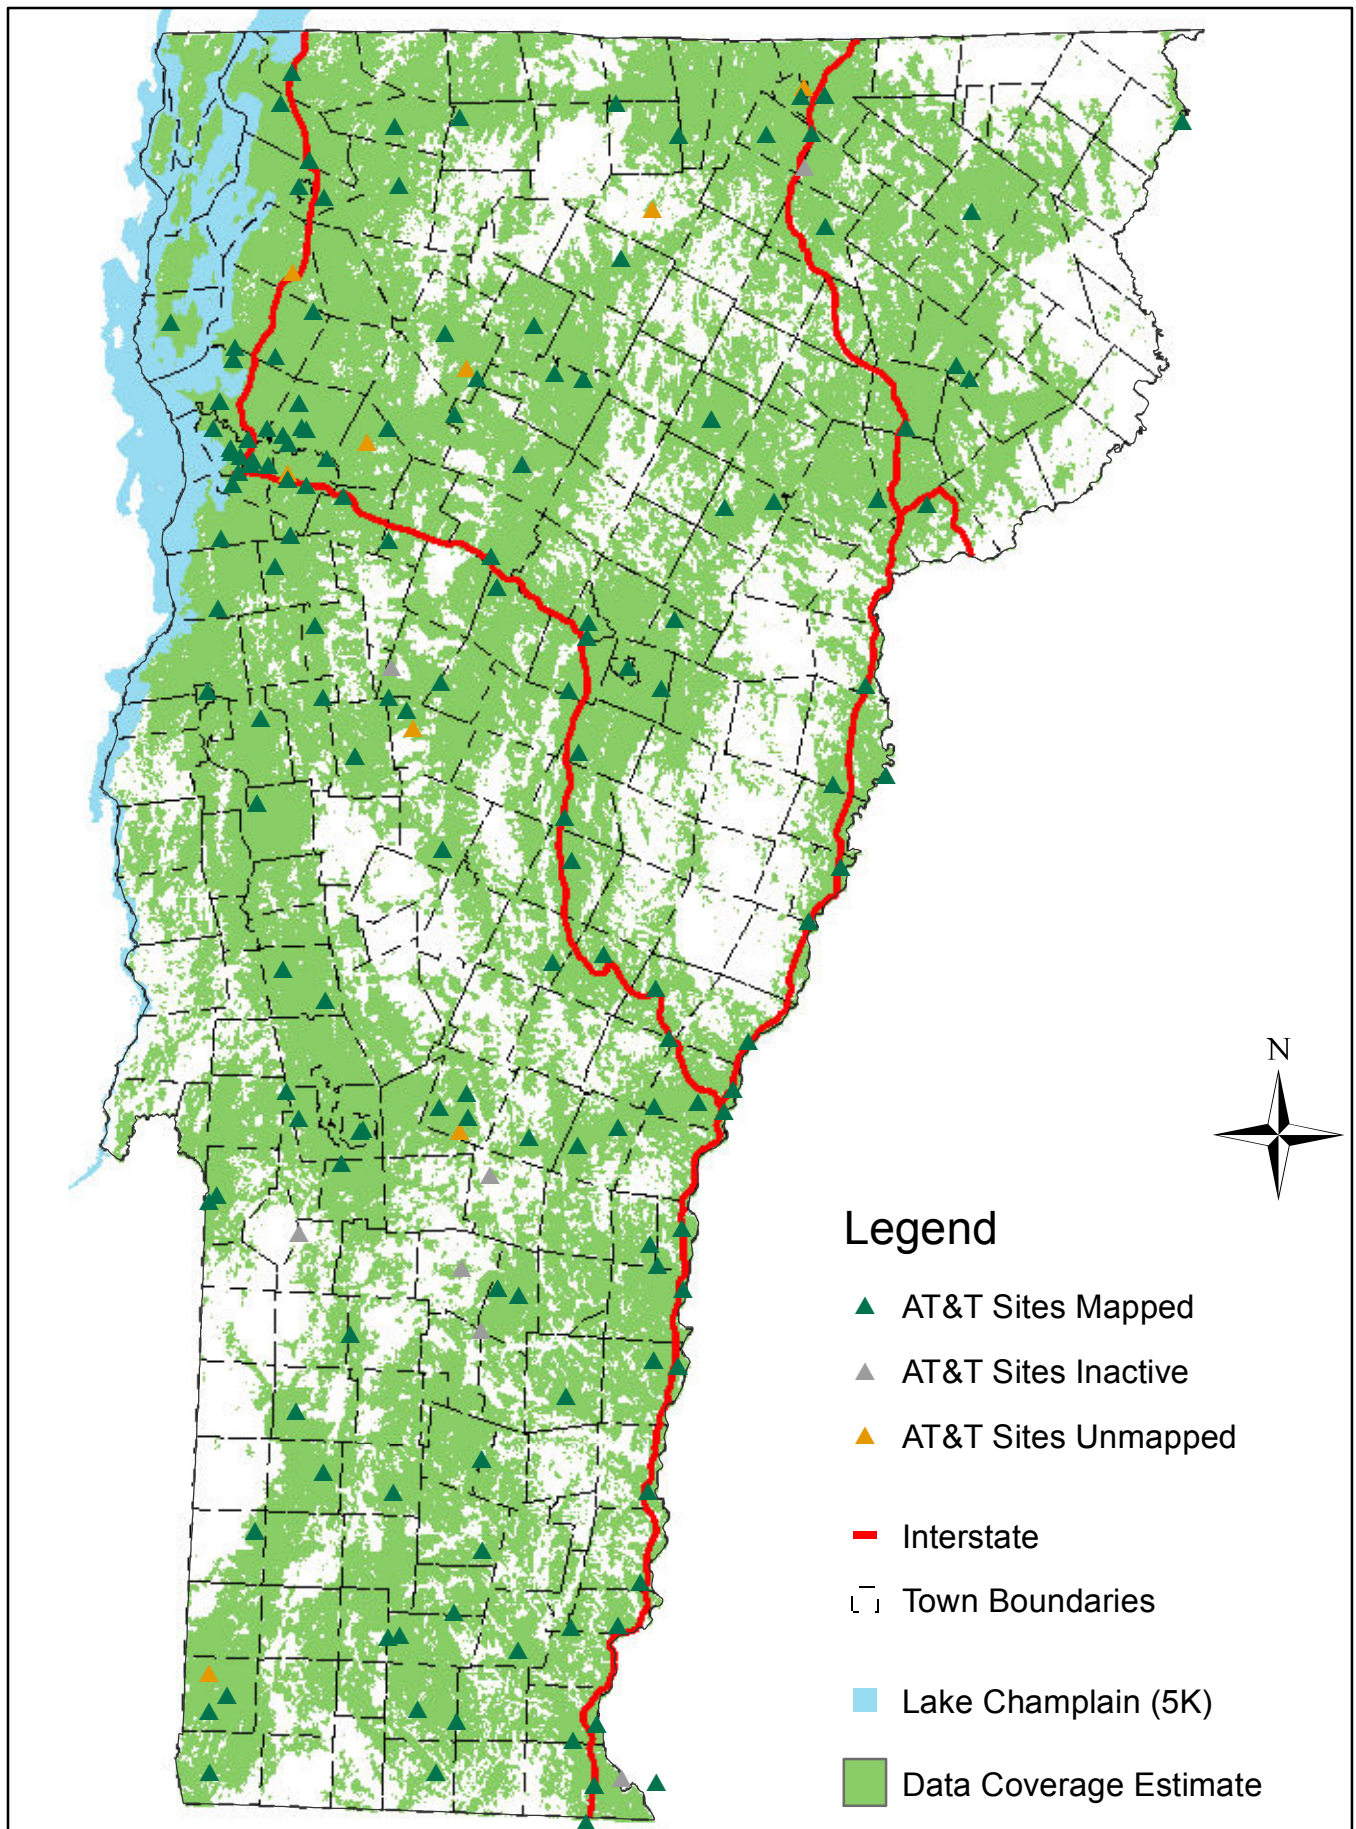 N
Legend
AT&T Sites Mapped
AT&T Sites Inactive
AT&T Sites Unmapped
Interstate
Town Boundaries
Lake Champlain (5K)
Data Coverage Estimate